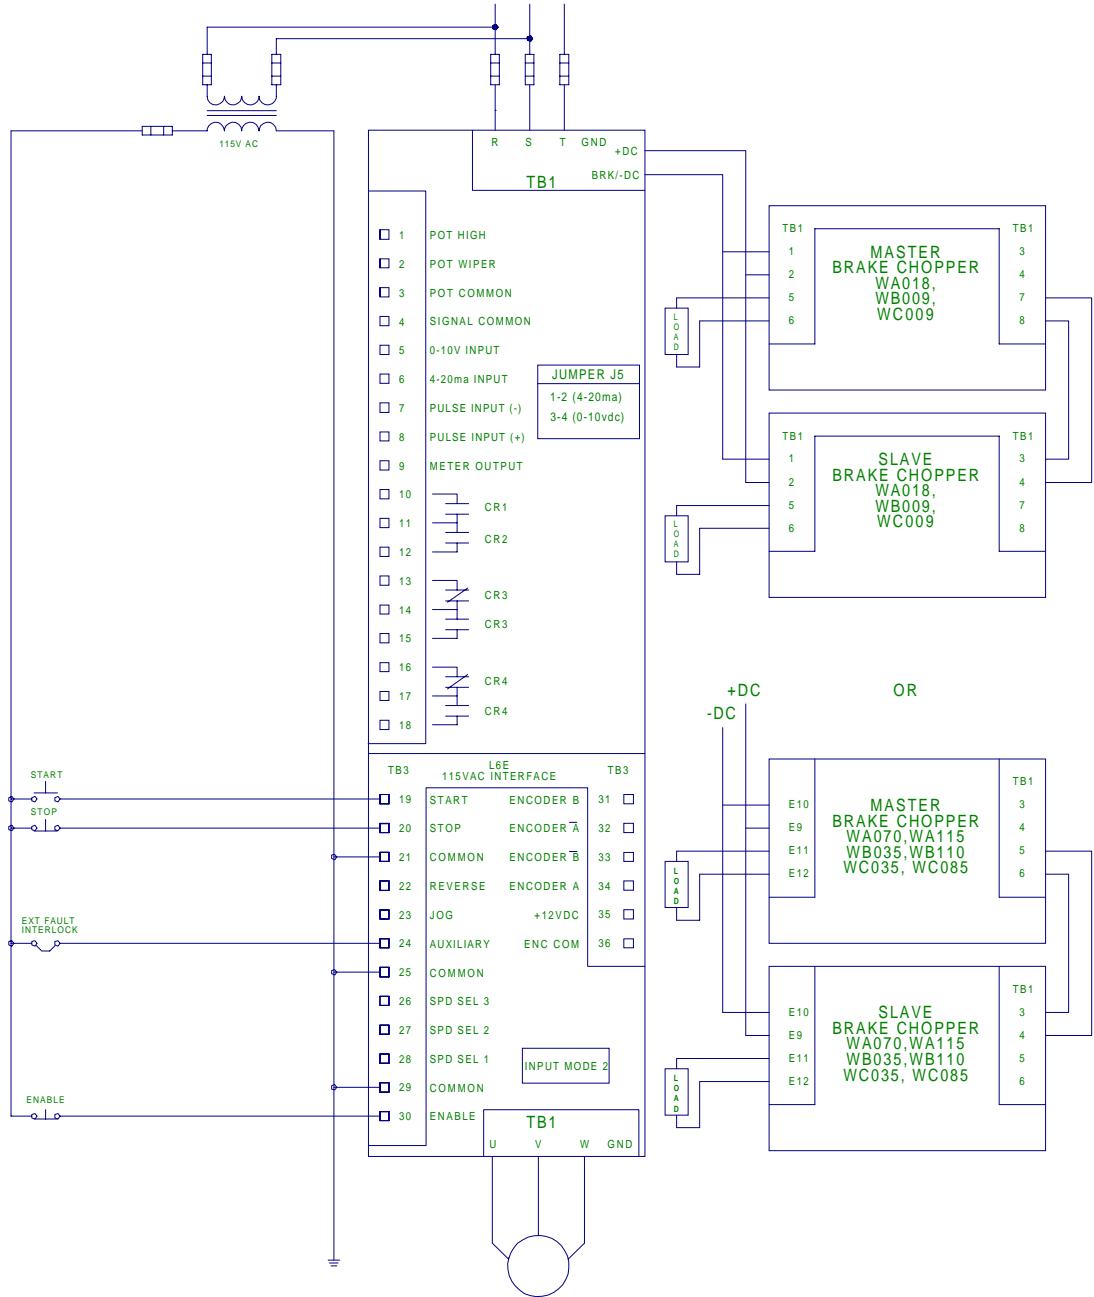 115V AC
R S T GND
+DC
BRK/-DC
TB1
1 POT HIGH
2 POT WIPER
3 POT COMMON
4 SIGNAL COMMON
5 0-10V INPUT
6 4-20ma INPUT
7 PULSE INPUT (-)
8 PULSE INPUT (+)
9 METER OUTPUT
10
11
12
13
14
15
16
17
18
CR1
CR2
CR3
CR3
CR4
CR4
JUMPER J5
1-2 (4-20ma)
3-4 (0-10vdc)
TB3
L6E
115VAC INTERFACE
TB3
19 START
20 STOP
21 COMMON
22 REVERSE
23 JOG
24 AUXILIARY
25 COMMON
26 SPD SEL 3
27 SPD SEL 2
28 SPD SEL 1
29 COMMON
30 ENABLE
ENCODER B 31
ENCODER A̅ 32
ENCODER B̅ 33
ENCODER A 34
+12VDC 35
ENC COM 36
INPUT MODE 2
TB1
U V W GND
START
STOP
EXT FAULT
INTERLOCK
ENABLE
TB1
1
2
5
6
MASTER
BRAKE CHOPPER
WA018,
WB009,
WC009
TB1
3
4
7
8
LOAD
TB1
1
2
5
6
SLAVE
BRAKE CHOPPER
WA018,
WB009,
WC009
TB1
3
4
7
8
LOAD
+DC
-DC
OR
E10
E9
E11
E12
MASTER
BRAKE CHOPPER
WA070,WA115
WB035,WB110
WC035, WC085
TB1
3
4
5
6
LOAD
E10
E9
E11
E12
SLAVE
BRAKE CHOPPER
WA070,WA115
WB035,WB110
WC035, WC085
TB1
3
4
5
6
LOAD